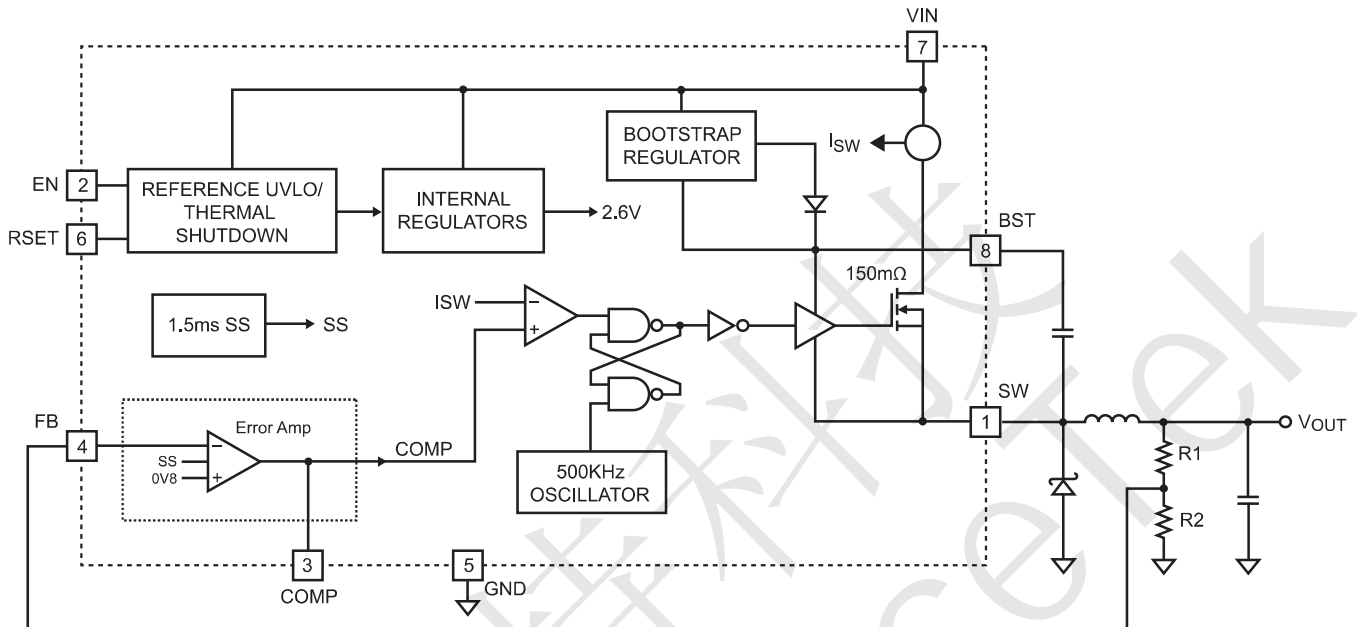 VIN
7
BOOTSTRAP
REGULATOR
ISW
EN
2
REFERENCE UVLO/
THERMAL
SHUTDOWN
INTERNAL
REGULATORS
2.6V
RSET
6
BST
8
150mΩ
1.5ms SS
SS
ISW
–
+
FB
4
Error Amp
–
SS
0V8
+
COMP
500KHz
OSCILLATOR
SW
1
VOUT
R1
R2
3
COMP
5
GND